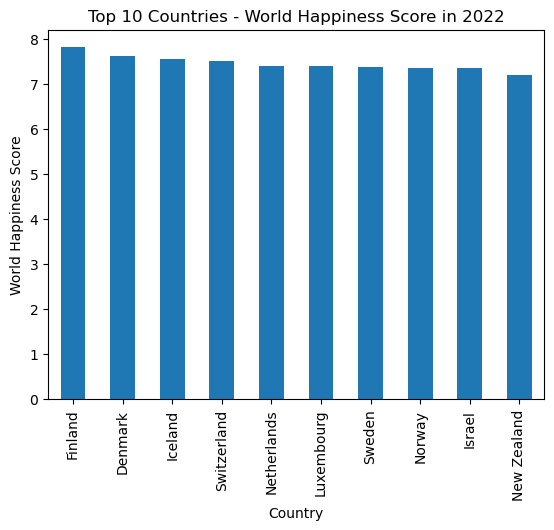 Top 10 Countries - World Happiness Score in 2022
World Happiness Score
8
7
6
5
4
3
2
1
0
Finland
Denmark
Iceland
Switzerland
Netherlands
Luxembourg
Sweden
Norway
Israel
New Zealand
Country